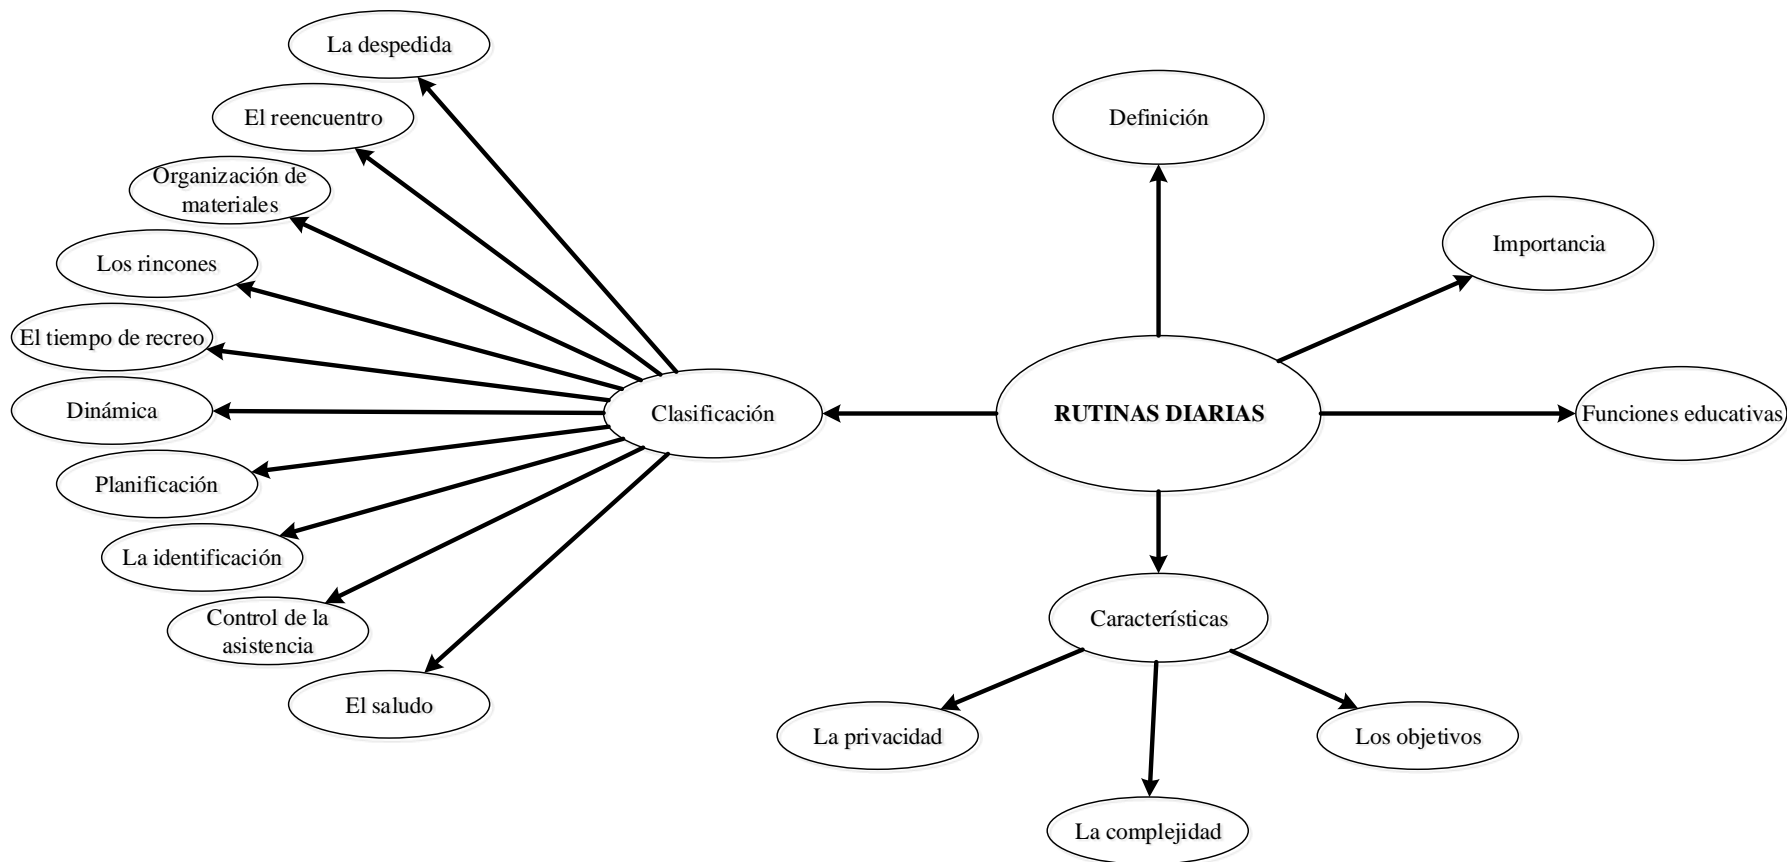 La despedida
El reencuentro
Organización de
materiales
Los rincones
El tiempo de recreo
Dinámica
Planificación
La identificación
Control de la
asistencia
El saludo
Clasificación
RUTINAS DIARIAS
Definición
Importancia
Funciones educativas
Características
La privacidad
La complejidad
Los objetivos